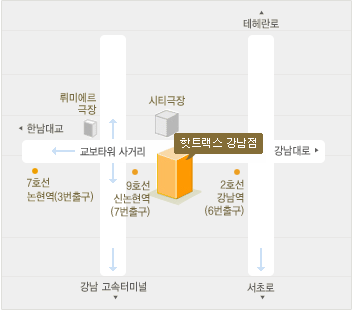 ▲
테헤란로
뤼미에르
극장
시티극장
◀ 한남대교
핫트랙스 강남점
교보타워 사거리
강남대로 ▶
7호선
논현역(3번출구)
9호선
신논현역
(7번출구)
2호선
강남역
(6번출구)
강남 고속터미널
▼
서초로
▼